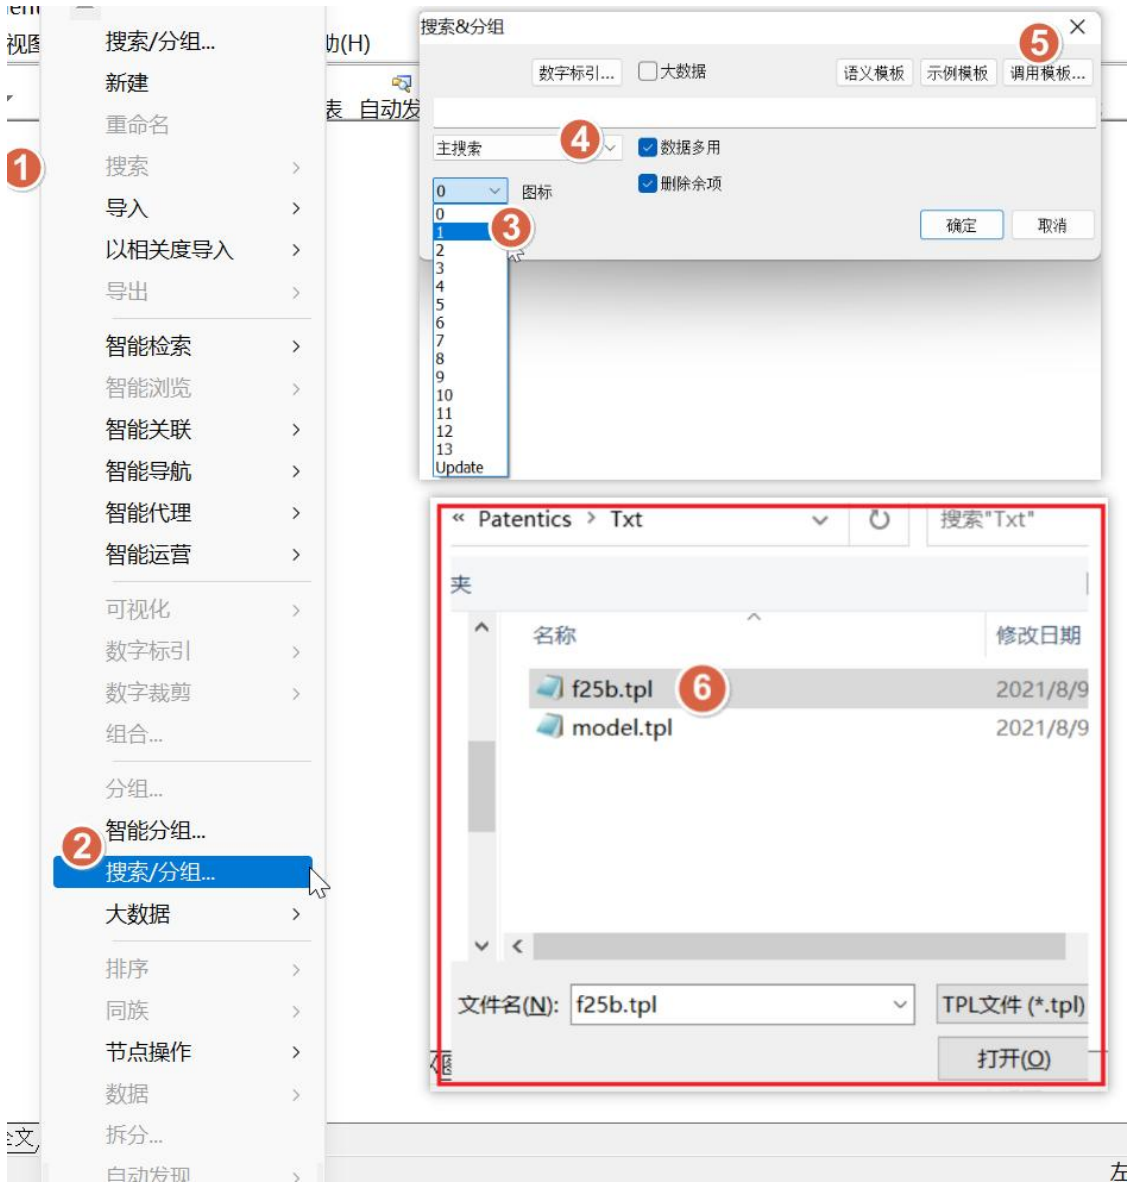 搜索/分组...
视图
助(H)
新建
表 自动发
重命名
1
搜索
导入
以相关度导入
导出
智能检索
智能浏览
智能关联
智能导航
智能代理
智能运营
可视化
数字标引
数字裁剪
组合...
分组...
智能分组...
2
搜索/分组...
大数据
排序
同族
节点操作
数据
拆分...
自动发现
全文
左
搜索&分组
5
数字标引... 大数据 语义模板 示例模板 调用模板...
主搜索 4 数据多用
0 图标 删除余项
确定 取消
0
1 3
2
3
4
5
6
7
8
9
10
11
12
13
Update
« Patentics > Txt 搜索"Txt"
夹
名称 修改日期
f25b.tpl 6 2021/8/9
model.tpl 2021/8/9
文件名(N): f25b.tpl TPL文件 (*.tpl)
打开(O)